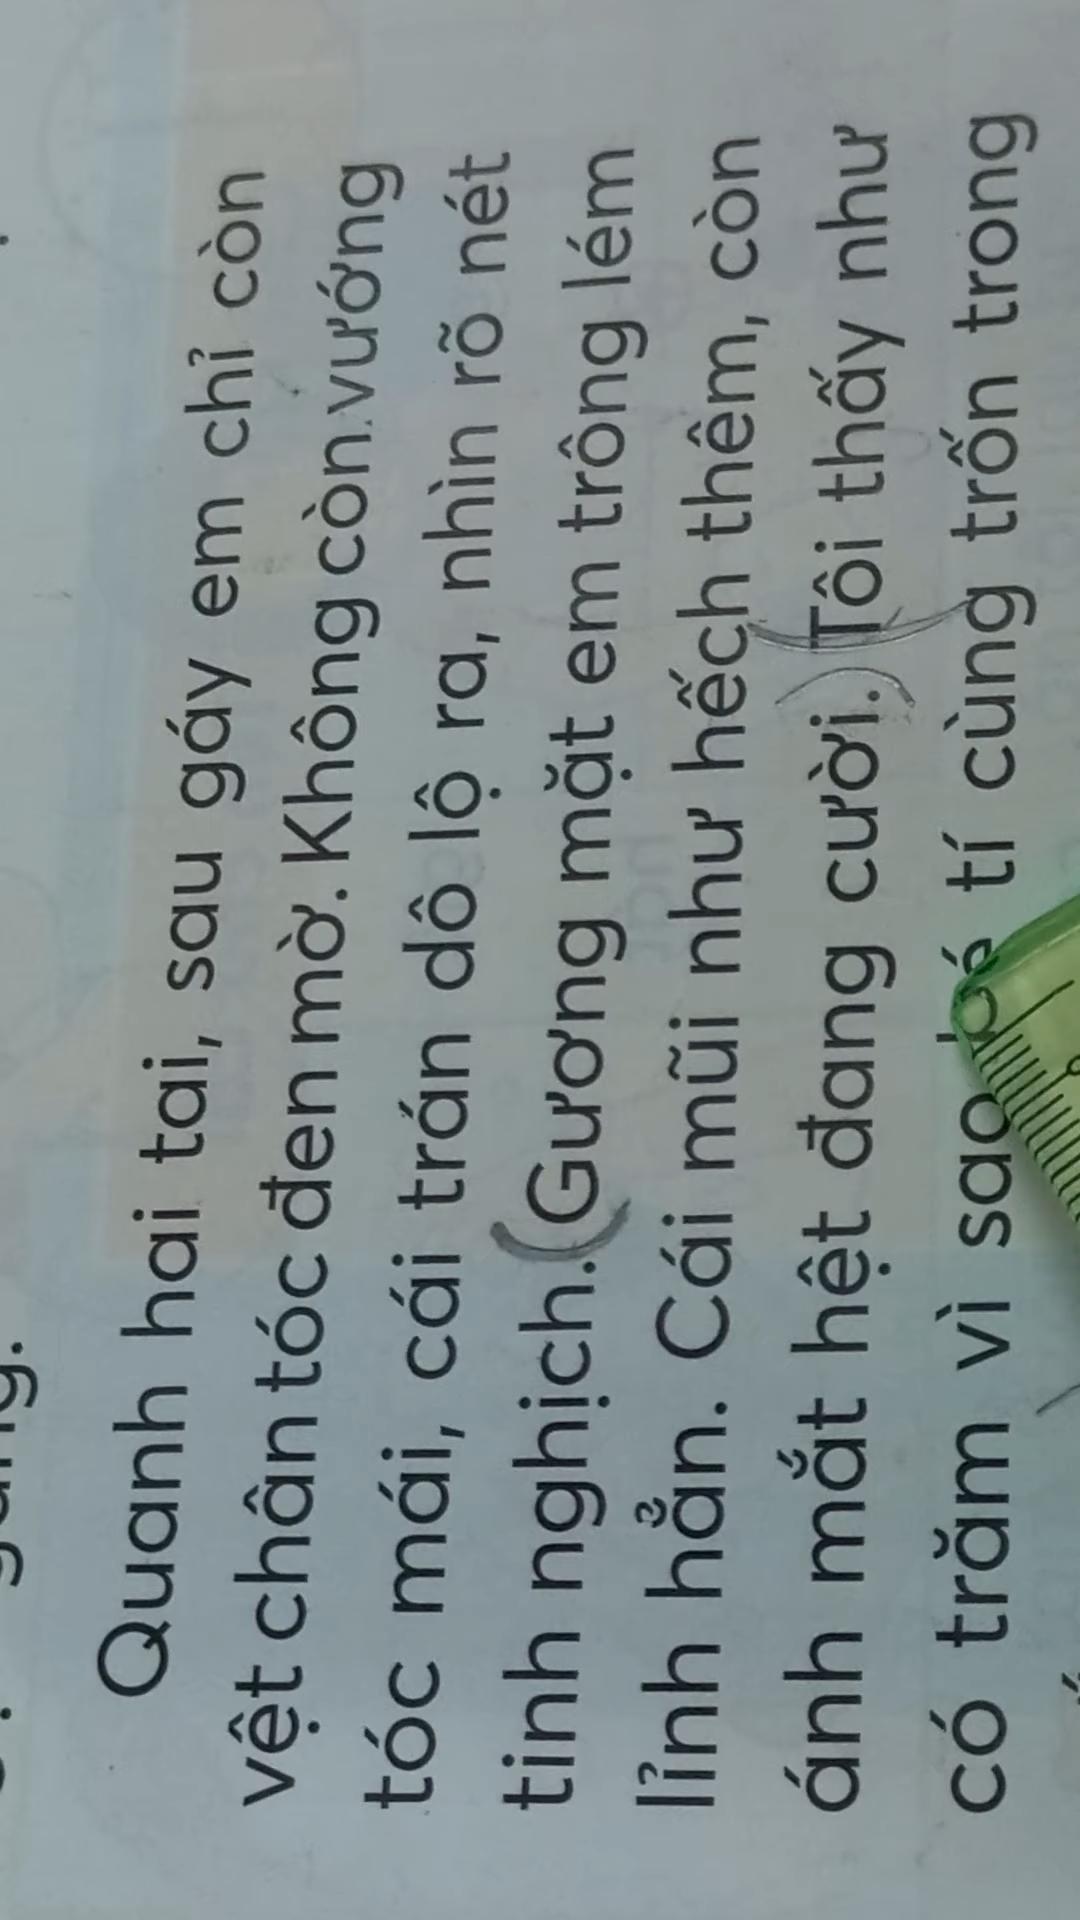 Quanh hai tai, sau gáy em chỉ còn
vệt chân tóc đen mờ. Không còn vướng
tóc mái, cái trán dô lộ ra, nhìn rõ nét
tinh nghịch. Gương mặt em trông lém
lỉnh hẳn. Cái mũi như hếch thêm, còn
ánh mắt hệt đang cười. Tôi thấy như
có trăm vì sao tí cùng trốn trong